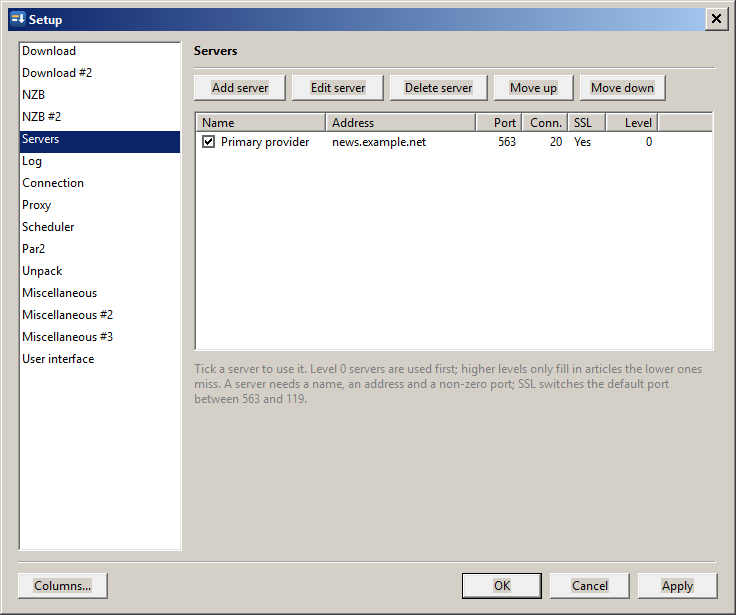 Setup
Download
Download #2
NZB
NZB #2
Servers
Log
Connection
Proxy
Scheduler
Par2
Unpack
Miscellaneous
Miscellaneous #2
Miscellaneous #3
User interface
Servers
Add server Edit server Delete server Move up Move down
Name Address Port Conn. SSL Level
Primary provider news.example.net 563 20 Yes 0
Tick a server to use it. Level 0 servers are used first; higher levels only fill in articles the lower ones
miss. A server needs a name, an address and a non-zero port; SSL switches the default port
between 563 and 119.
Columns... OK Cancel Apply